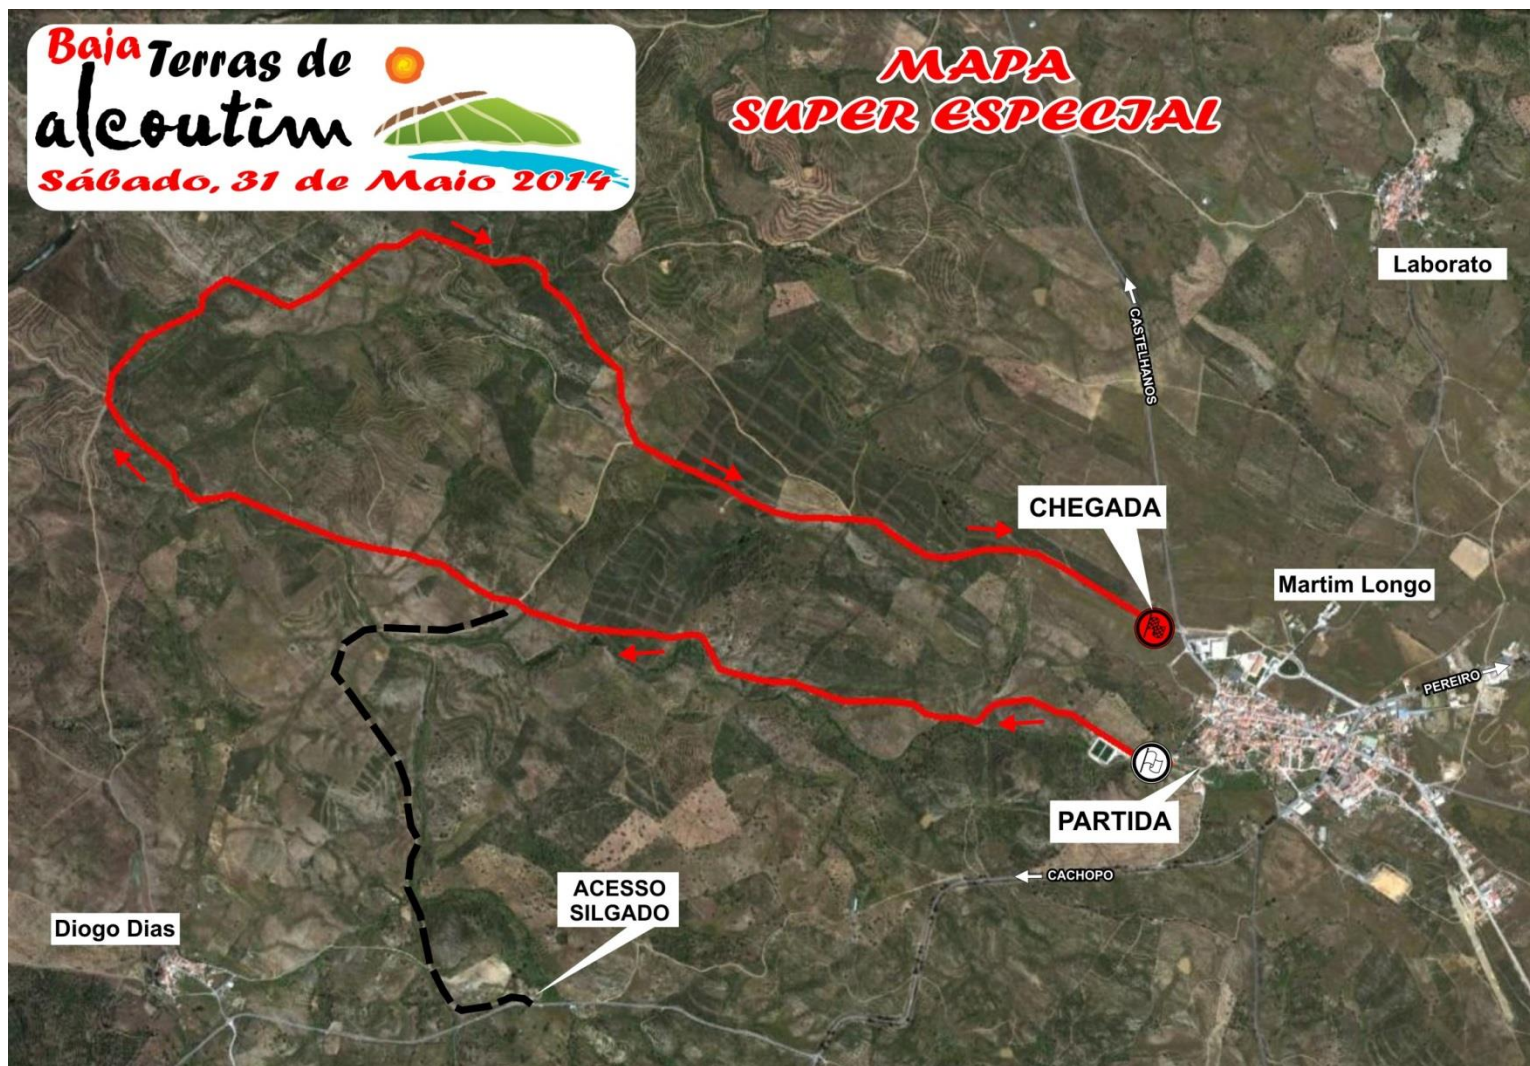 Baja Terras de
alcoutim
Sábado, 31 de Maio 2014
MAPA
SUPER ESPECIAL
Laborato
CASTELHANOS
CHEGADA
Martim Longo
PEREIRO
PARTIDA
CACHOPO
ACESSO
SILGADO
Diogo Dias